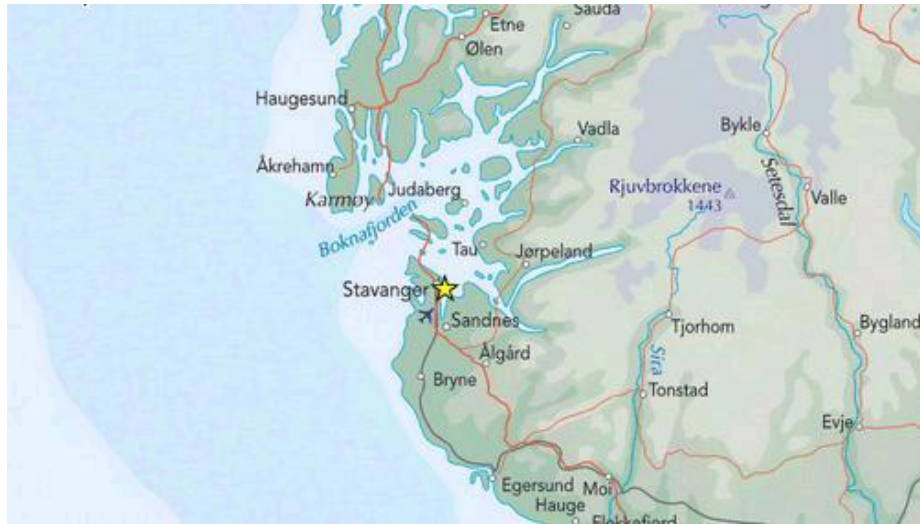 Etne
Sauda
Ølen
Haugesund
Vadla
Bykle
Åkrehamn
Setesdal
Judaberg
Karmøy
Rjuvbrokkene
1443
Valle
Boknafjorden
Tau
Jørpeland
Stavanger
Sandnes
Tjorhom
Bygland
Ålgård
Sira
Bryne
Tonstad
Evje
Egersund
Moi
Hauge
Flekkefjord